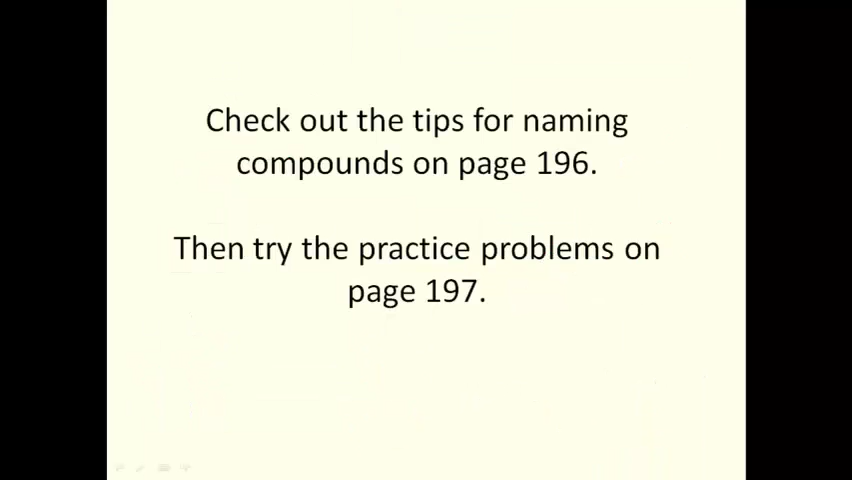 Check out the tips for naming
compounds on page 196.
Then try the practice problems on
page 197.